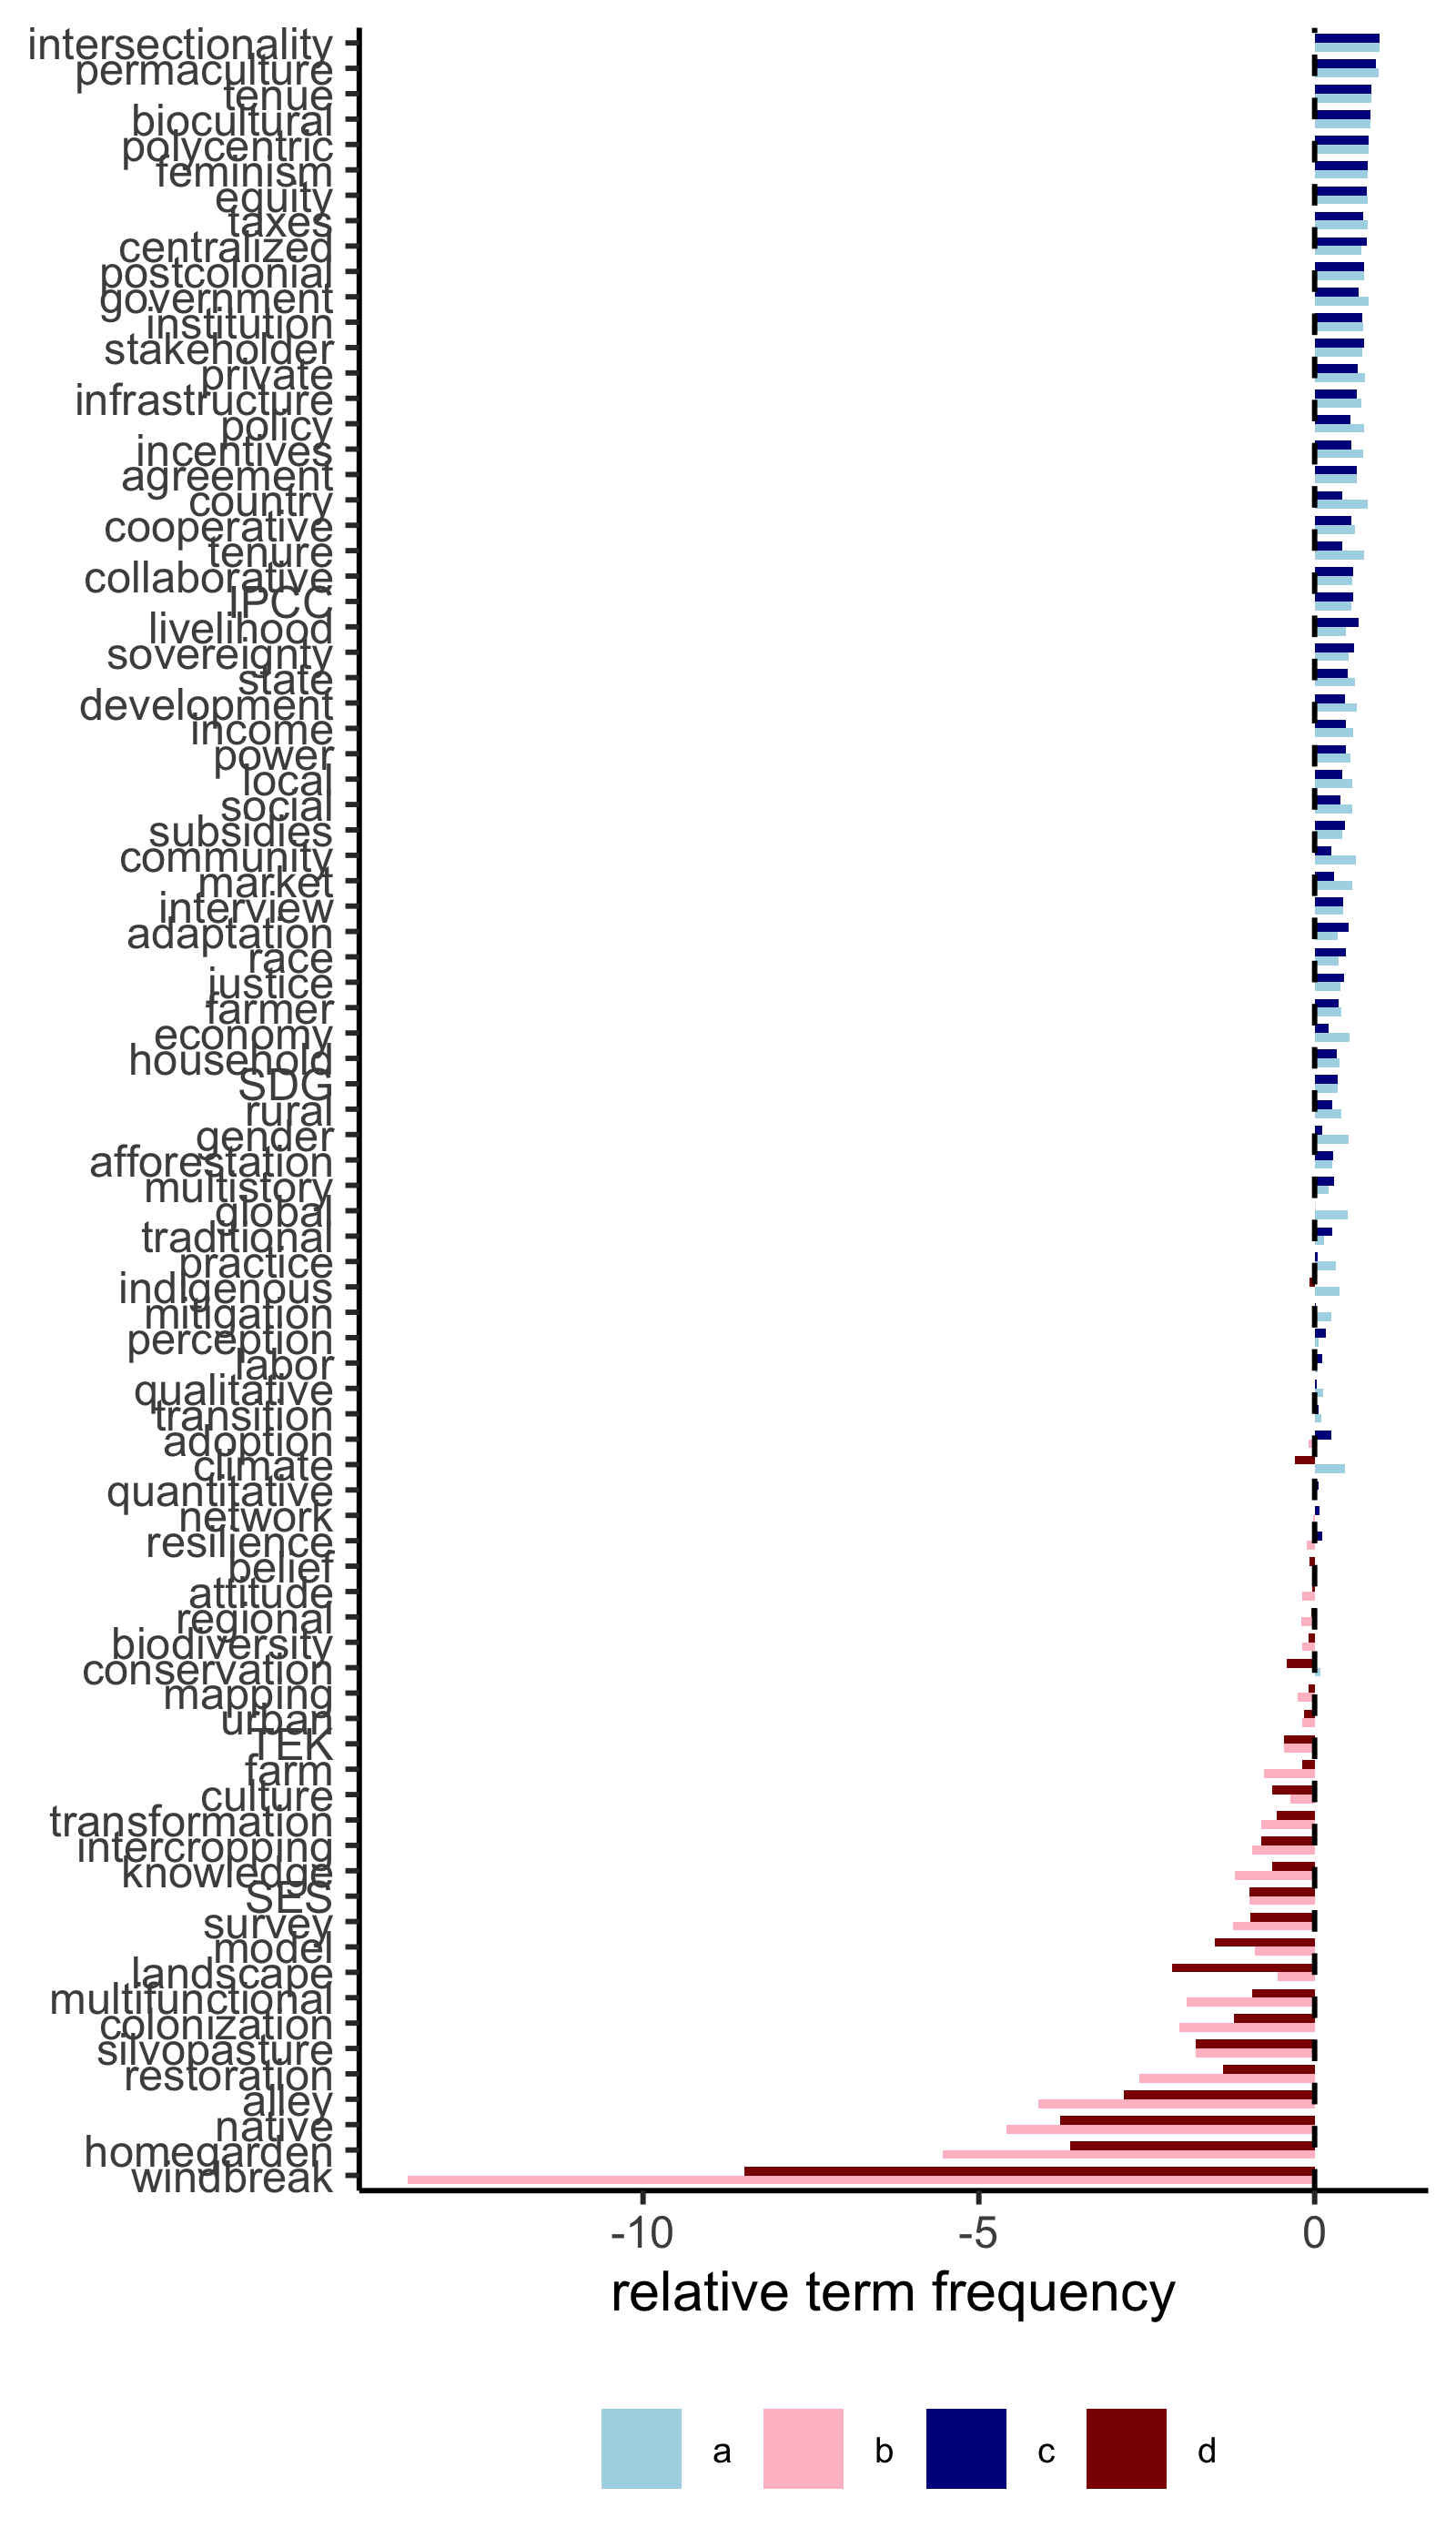 intersectionality
permaculture
tenue
biocultural
polycentric
feminism
equity
taxes
centralized
postcolonial
government
institution
stakeholder
private
infrastructure
policy
incentives
agreement
country
cooperative
tenure
collaborative
IPCC
livelihood
sovereignty
state
development
income
power
local
social
subsidies
community
market
interview
adaptation
race
justice
farmer
economy
household
SDG
rural
gender
afforestation
multistory
global
traditional
practice
indIgenous
mitigation
perception
labor
qualitative
transition
adoption
climate
quantitative
network
resilience
belief
attitude
regional
biodiversity
conservation
mapping
urban
TEK
farm
culture
transformation
intercropping
knowledge
SES
survey
model
landscape
multifunctional
colonization
silvopasture
restoration
alley
native
homegarden
windbreak
-10 -5 0
relative term frequency
a b c d